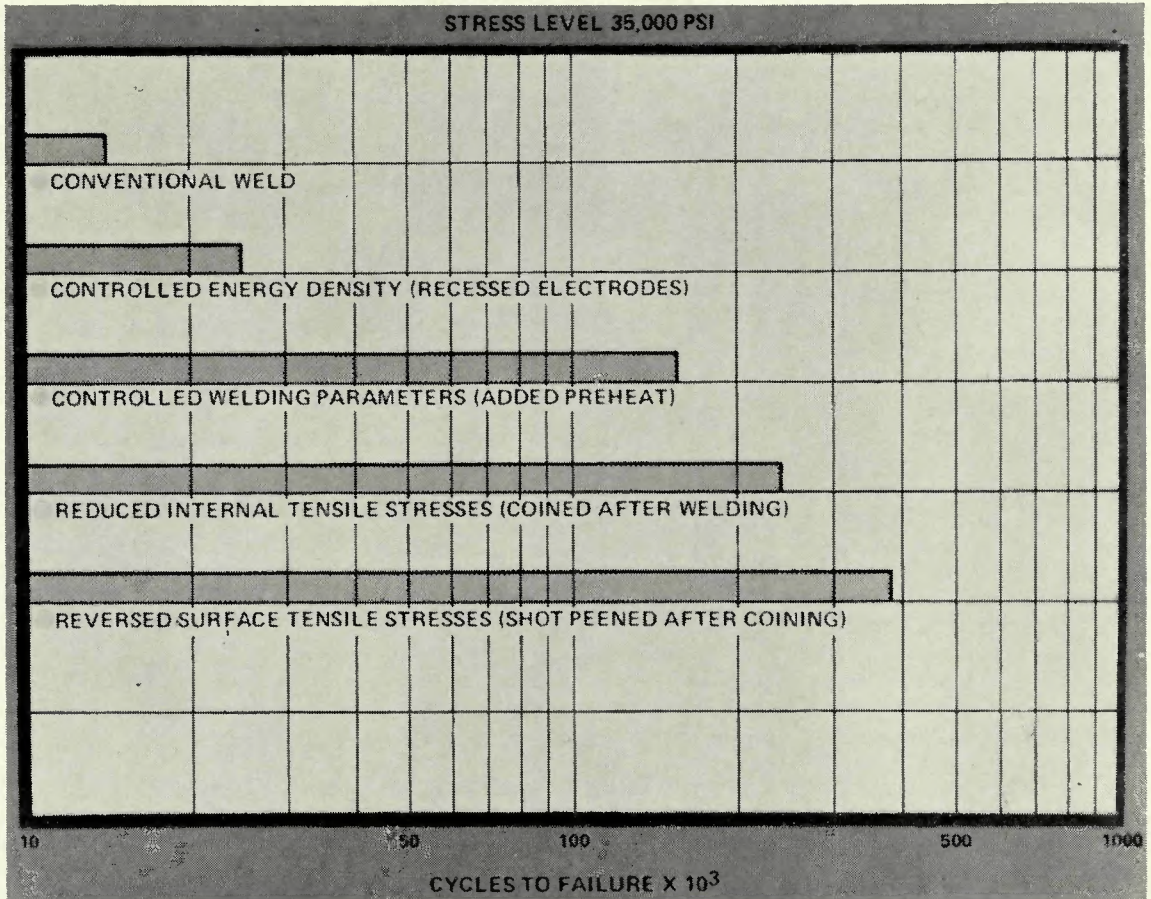 STRESS LEVEL 35,000 PSI
CONVENTIONAL WELD
CONTROLLED ENERGY DENSITY (RECESSED ELECTRODES)
CONTROLLED WELDING PARAMETERS (ADDED PREHEAT)
REDUCED INTERNAL TENSILE STRESSES (COINED AFTER WELDING)
REVERSED SURFACE TENSILE STRESSES (SHOT PEENED AFTER COINING)
10 50 100 500 1000
CYCLES TO FAILURE X 10³